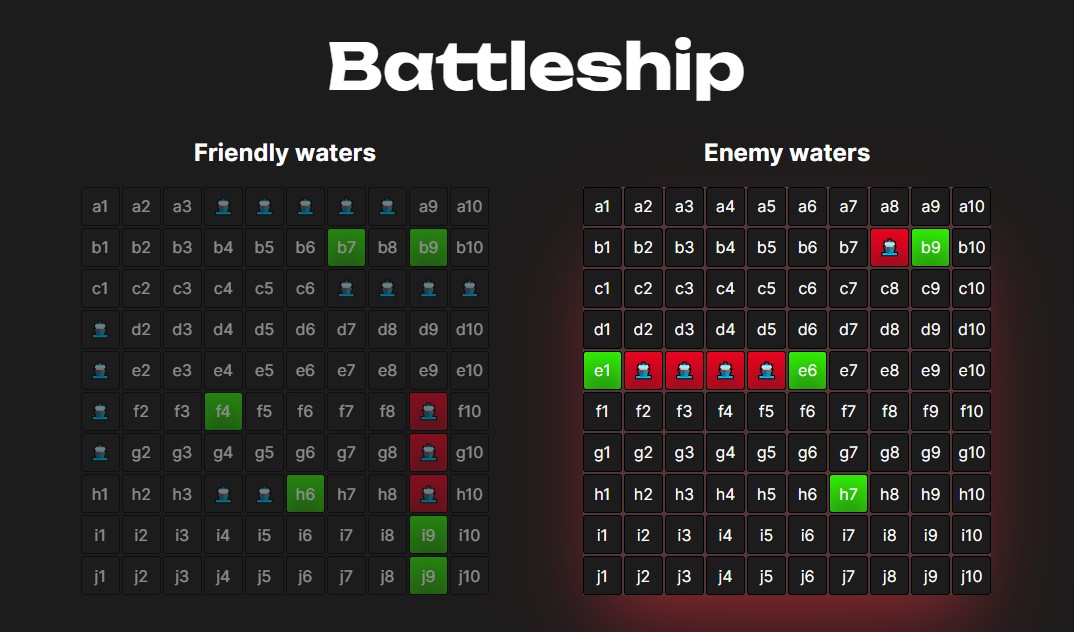 Battleship
Friendly waters
Enemy waters
a1 a2 a3 a9 a10
b1 b2 b3 b4 b5 b6 b7 b8 b9 b10
c1 c2 c3 c4 c5 c6
d2 d3 d4 d5 d6 d7 d8 d9 d10
e2 e3 e4 e5 e6 e7 e8 e9 e10
f2 f3 f4 f5 f6 f7 f8 f10
g2 g3 g4 g5 g6 g7 g8 g10
h1 h2 h3 h6 h7 h8 h10
i1 i2 i3 i4 i5 i6 i7 i8 i9 i10
j1 j2 j3 j4 j5 j6 j7 j8 j9 j10
a1 a2 a3 a4 a5 a6 a7 a8 a9 a10
b1 b2 b3 b4 b5 b6 b7 b9 b10
c1 c2 c3 c4 c5 c6 c7 c8 c9 c10
d1 d2 d3 d4 d5 d6 d7 d8 d9 d10
e1 e6 e7 e8 e9 e10
f1 f2 f3 f4 f5 f6 f7 f8 f9 f10
g1 g2 g3 g4 g5 g6 g7 g8 g9 g10
h1 h2 h3 h4 h5 h6 h7 h8 h9 h10
i1 i2 i3 i4 i5 i6 i7 i8 i9 i10
j1 j2 j3 j4 j5 j6 j7 j8 j9 j10